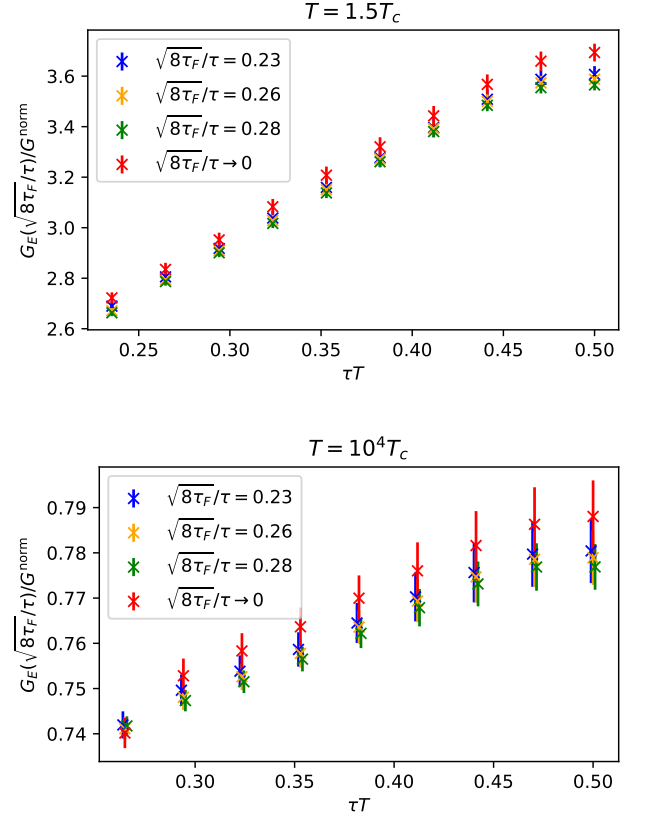 T = 1.5T_c
√8τ_F/τ = 0.23
√8τ_F/τ = 0.26
√8τ_F/τ = 0.28
√8τ_F/τ → 0
G_E(√8τ_F/τ)/G^norm
3.6
3.4
3.2
3.0
2.8
2.6
0.25 0.30 0.35 0.40 0.45 0.50
τT
T = 10^4T_c
√8τ_F/τ = 0.23
√8τ_F/τ = 0.26
√8τ_F/τ = 0.28
√8τ_F/τ → 0
G_E(√8τ_F/τ)/G^norm
0.79
0.78
0.77
0.76
0.75
0.74
0.30 0.35 0.40 0.45 0.50
τT